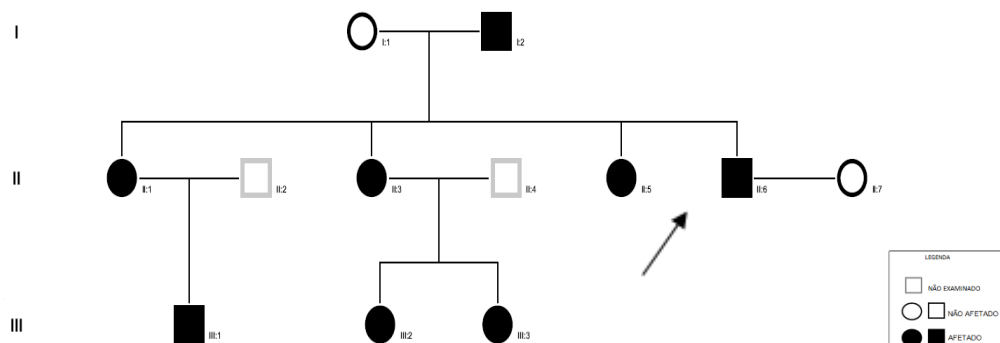 I
I:1
I:2
II
II:1
II:2
II:3
II:4
II:5
II:6
II:7
LEGENDA
NÃO EXAMINADO
NÃO AFETADO
AFETADO
III
III:1
III:2
III:3